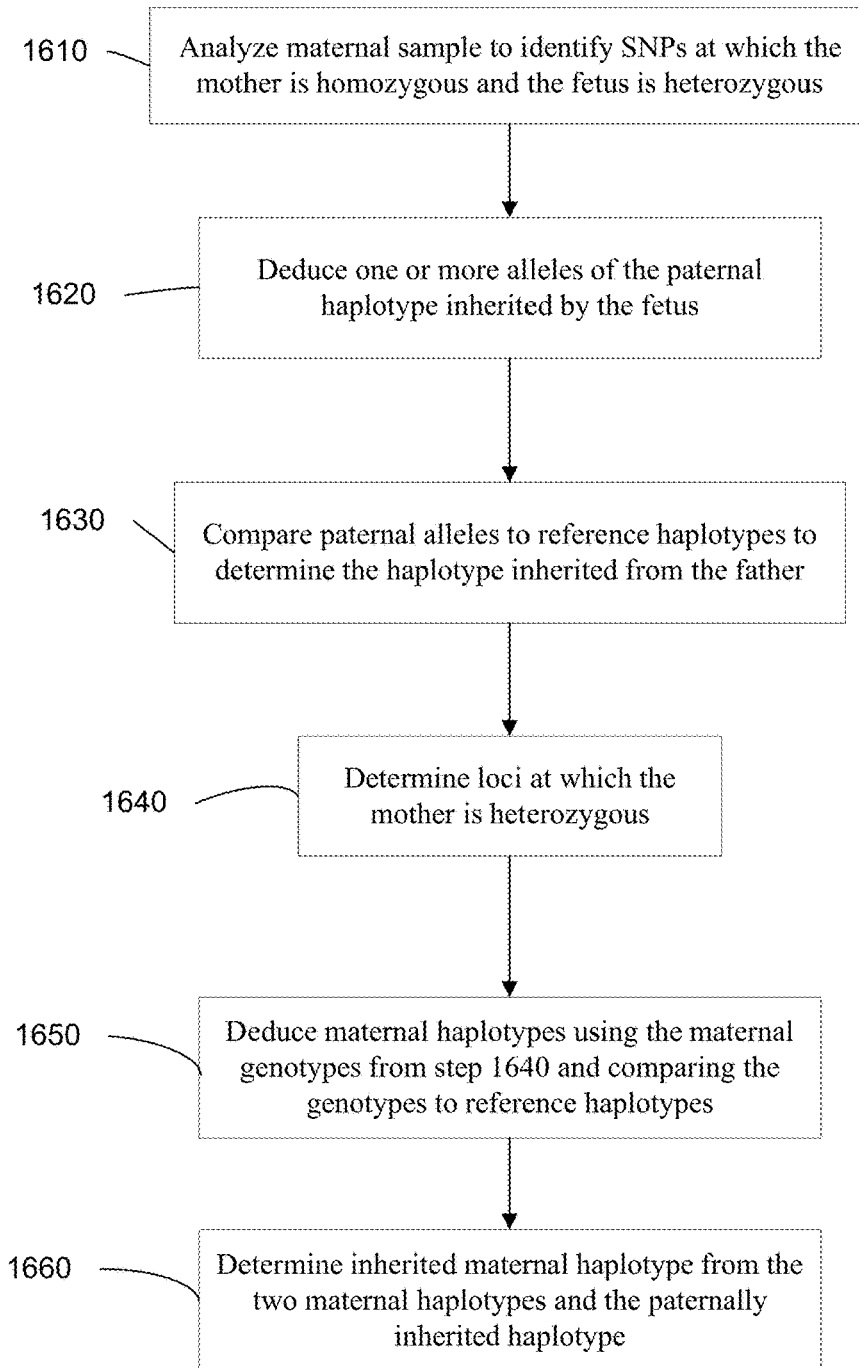 1610
Analyze maternal sample to identify SNPs at which the
mother is homozygous and the fetus is heterozygous
1620
Deduce one or more alleles of the paternal
haplotype inherited by the fetus
1630
Compare paternal alleles to reference haplotypes to
determine the haplotype inherited from the father
1640
Determine loci at which the
mother is heterozygous
1650
Deduce maternal haplotypes using the maternal
genotypes from step 1640 and comparing the
genotypes to reference haplotypes
1660
Determine inherited maternal haplotype from the
two maternal haplotypes and the paternally
inherited haplotype